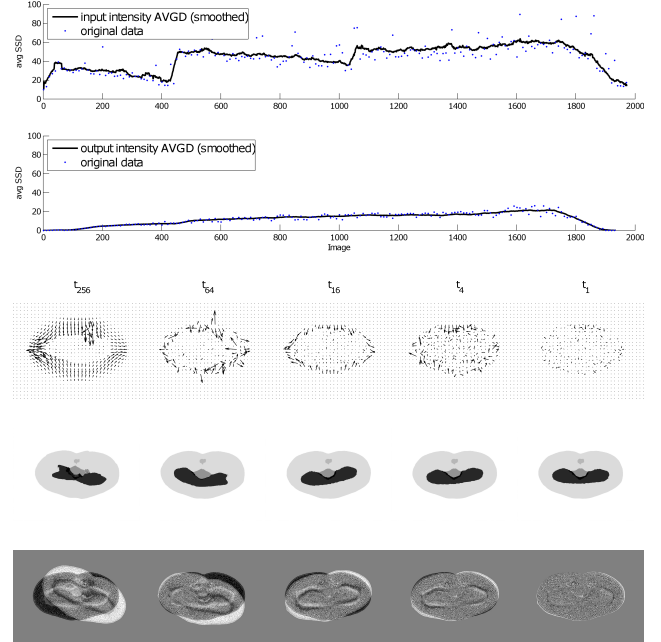 100
80
60
40
20
0
avg SSD
input intensity AVGD (smoothed)
original data
0 200 400 600 800 1000 1200 1400 1600 1800 2000
100
80
60
40
20
0
avg SSD
output intensity AVGD (smoothed)
original data
0 200 400 600 800 1000 1200 1400 1600 1800 2000
Image
t256 t64 t16 t4 t1